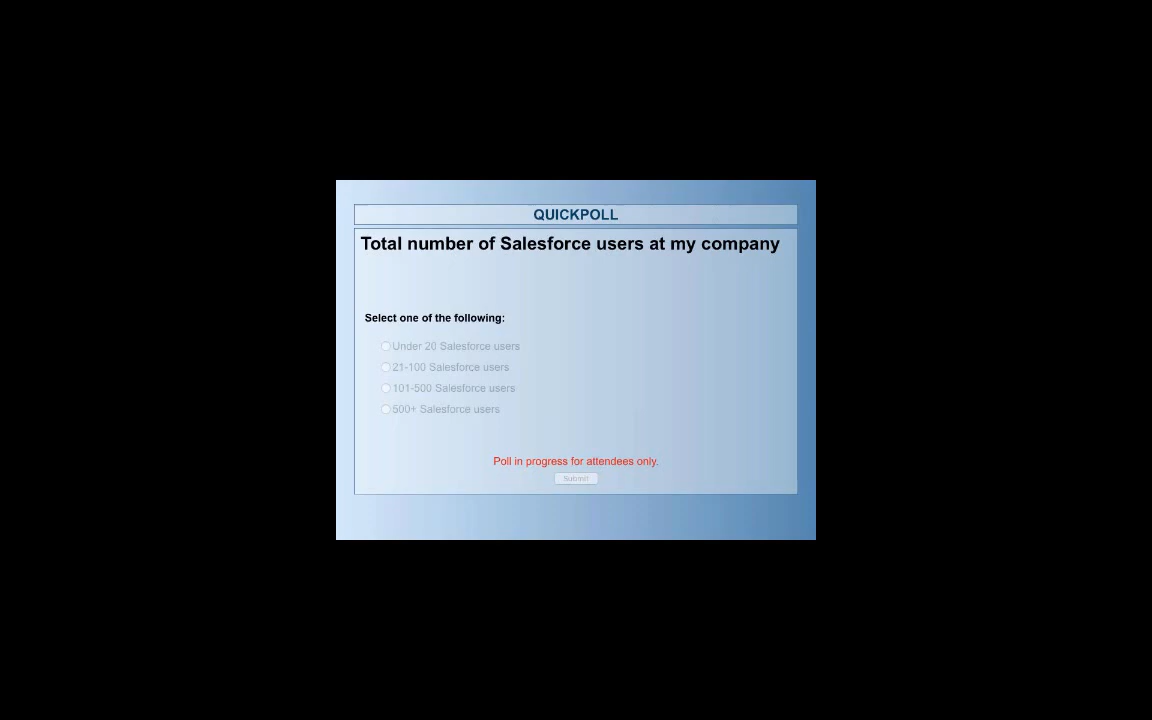 QUICKPOLL
Total number of Salesforce users at my company
Select one of the following:
Under 20 Salesforce users
21-100 Salesforce users
101-500 Salesforce users
500+ Salesforce users
Poll in progress for attendees only.
Submit